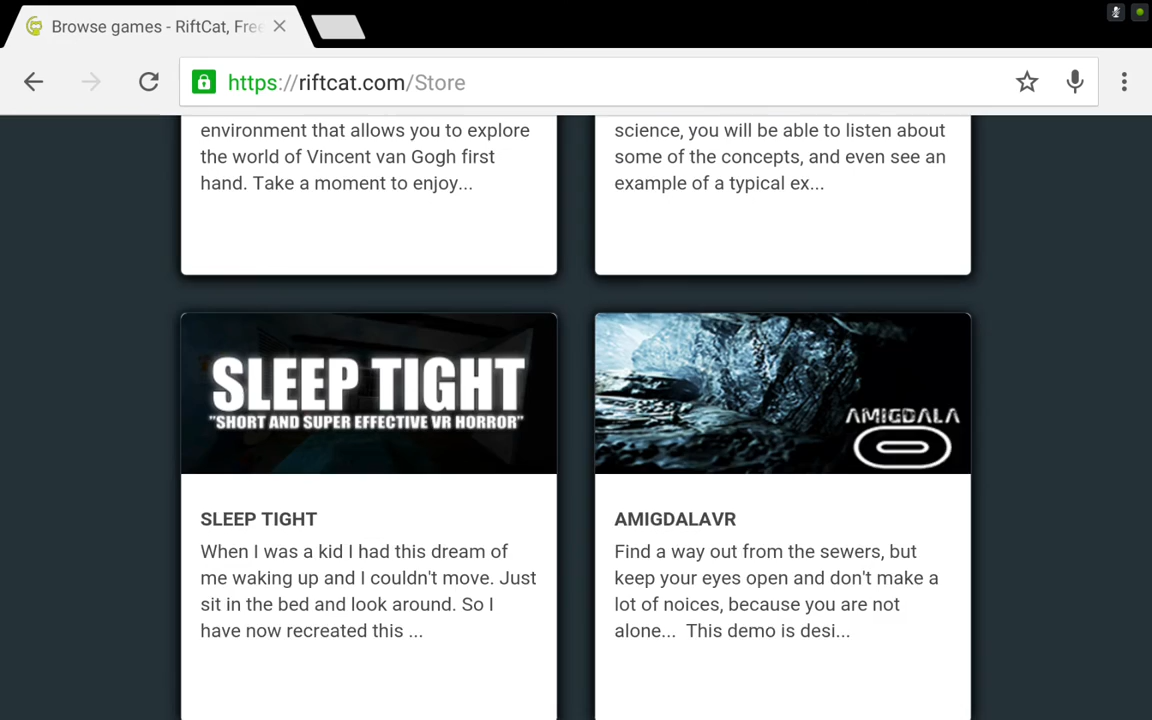 Browse games - RiftCat, Free
https://riftcat.com/Store
environment that allows you to explore
the world of Vincent van Gogh first
hand. Take a moment to enjoy...
science, you will be able to listen about
some of the concepts, and even see an
example of a typical ex...
SLEEP TIGHT
"SHORT AND SUPER EFFECTIVE VR HORROR"
SLEEP TIGHT
When I was a kid I had this dream of
me waking up and I couldn't move. Just
sit in the bed and look around. So I
have now recreated this ...
AMIGDALA
AMIGDALAVR
Find a way out from the sewers, but
keep your eyes open and don't make a
lot of noices, because you are not
alone...  This demo is desi...